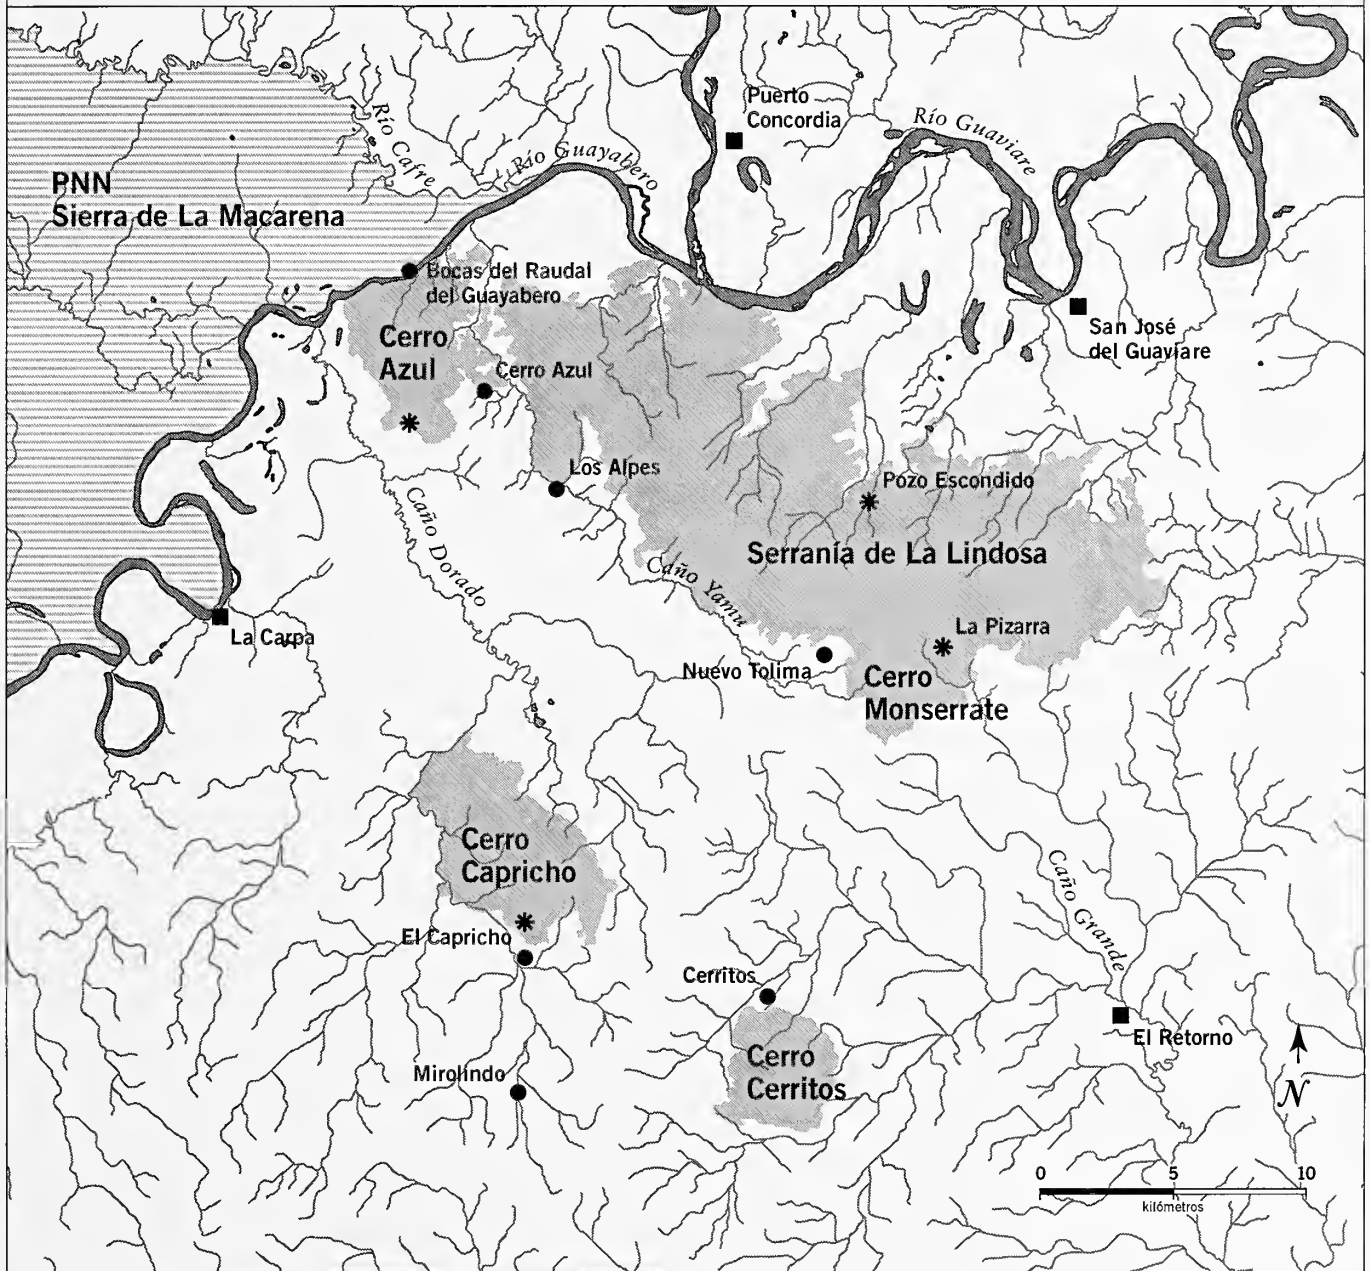 Puerto
Concordia
Río Guaviare
Río Cafre
Río Guayabero
PNN
Sierra de La Macarena
Bocas del Raudal
del Guayabero
San José
del Guaviare
Cerro
Azul
Cerro Azul
Los Alpes
Pozo Escondido
Caño Dorado
Serranía de La Lindosa
Caño Yamu
La Carpa
La Pizarra
Nuevo Tolima
Cerro
Monserrate
Cerro
Capricho
Caño Grande
El Capricho
Cerritos
El Retorno
Cerro
Cerritos
Mirolindo
N
0 5 10
kilómetros